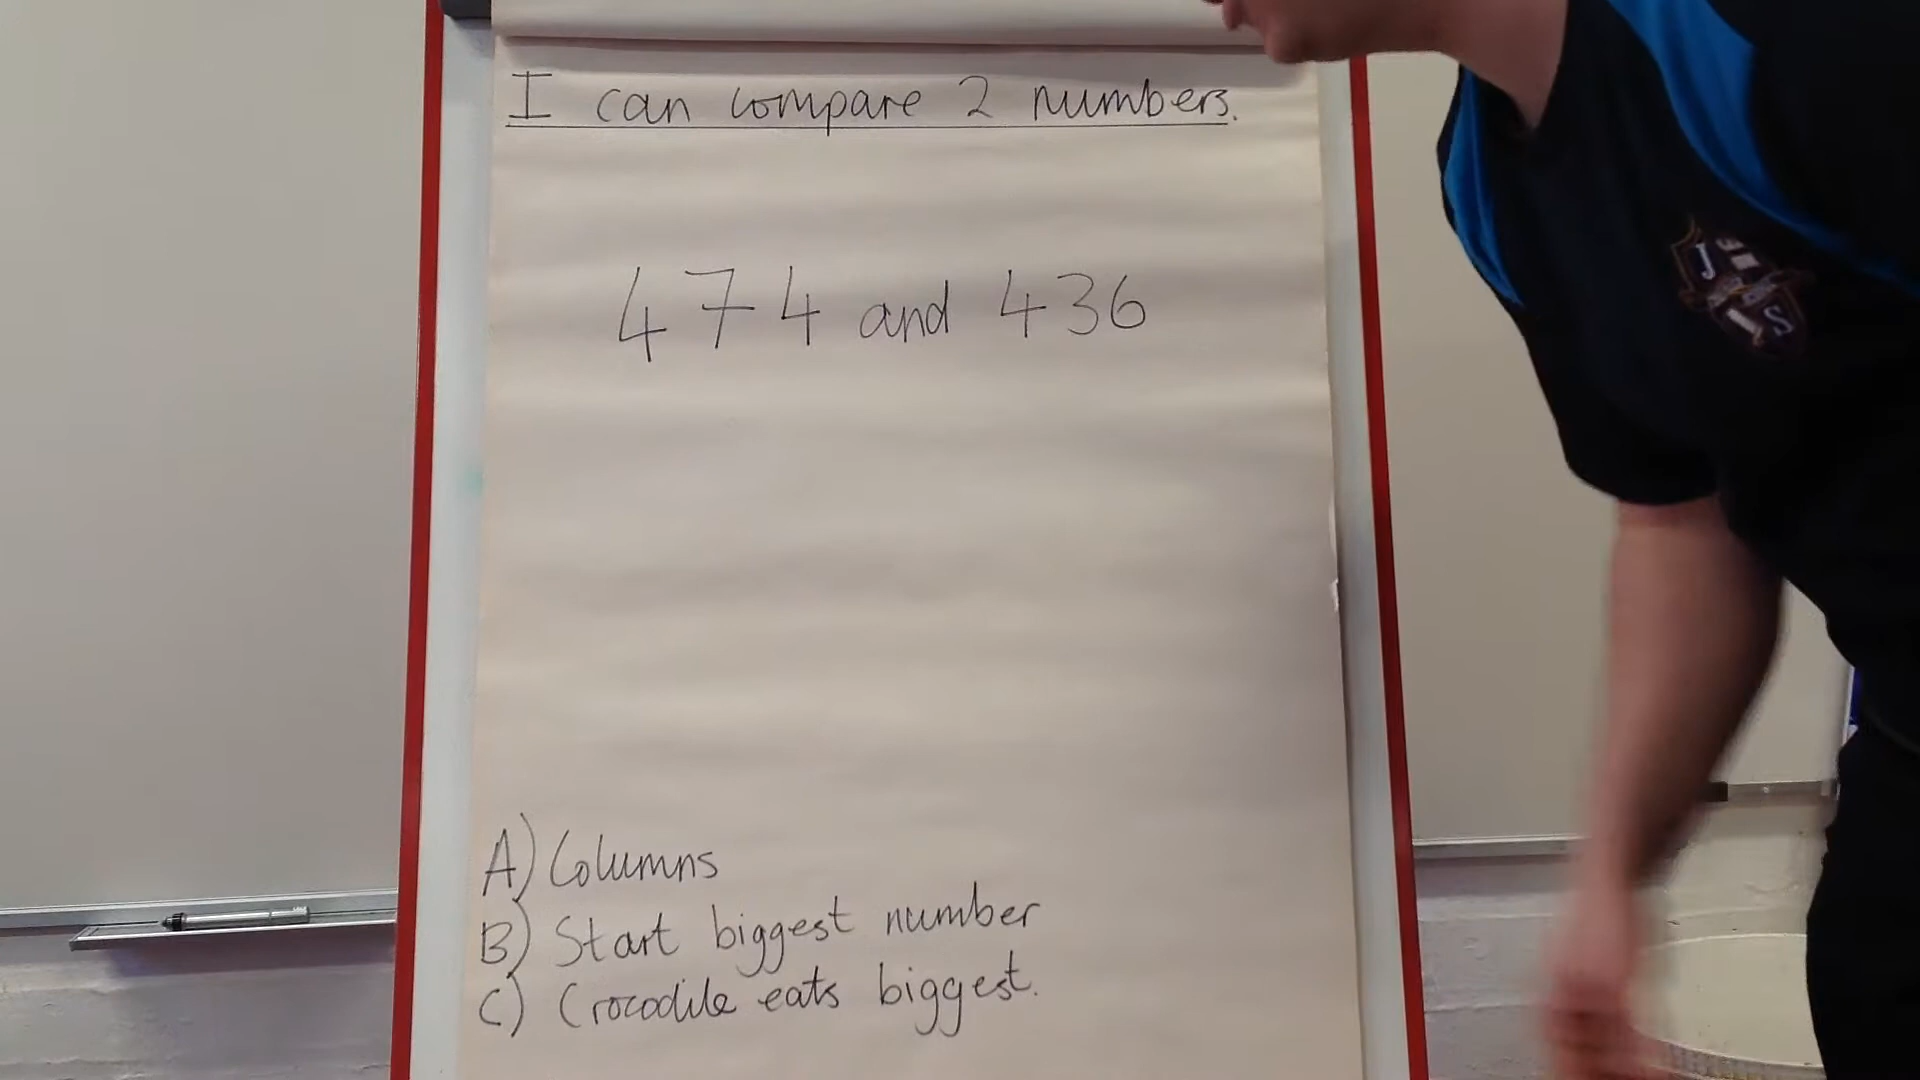 I can compare 2 numbers.
474 and 436
A) Columns
B) Start biggest number
C) Crocodile eats biggest.
J
S